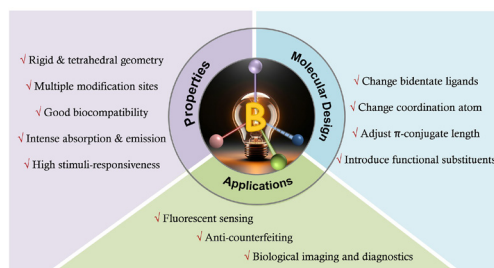 Properties
√ Rigid & tetrahedral geometry
√ Multiple modification sites
√ Good biocompatibility
√ Intense absorption & emission
√ High stimuli-responsiveness
Molecular Design
√ Change bidentate ligands
√ Change coordination atom
√ Adjust π-conjugate length
√ Introduce functional substituents
B
Applications
√ Fluorescent sensing
√ Anti-counterfeiting
√ Biological imaging and diagnostics